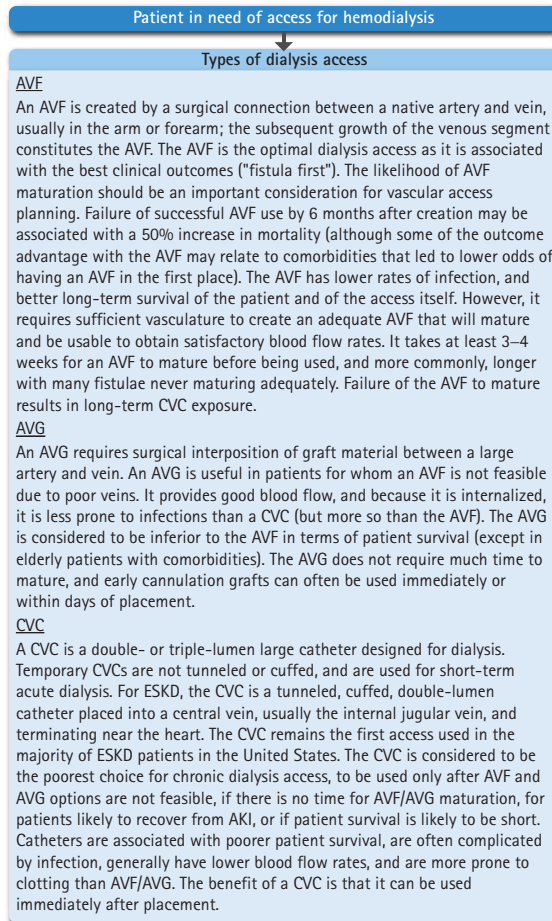 Patient in need of access for hemodialysis
Types of dialysis access
AVF
An AVF is created by a surgical connection between a native artery and vein,
usually in the arm or forearm; the subsequent growth of the venous segment
constitutes the AVF. The AVF is the optimal dialysis access as it is associated
with the best clinical outcomes ("fistula first"). The likelihood of AVF
maturation should be an important consideration for vascular access
planning. Failure of successful AVF use by 6 months after creation may be
associated with a 50% increase in mortality (although some of the outcome
advantage with the AVF may relate to comorbidities that led to lower odds of
having an AVF in the first place). The AVF has lower rates of infection, and
better long-term survival of the patient and of the access itself. However, it
requires sufficient vasculature to create an adequate AVF that will mature
and be usable to obtain satisfactory blood flow rates. It takes at least 3–4
weeks for an AVF to mature before being used, and more commonly, longer
with many fistulae never maturing adequately. Failure of the AVF to mature
results in long-term CVC exposure.
AVG
An AVG requires surgical interposition of graft material between a large
artery and vein. An AVG is useful in patients for whom an AVF is not feasible
due to poor veins. It provides good blood flow, and because it is internalized,
it is less prone to infections than a CVC (but more so than the AVF). The AVG
is considered to be inferior to the AVF in terms of patient survival (except in
elderly patients with comorbidities). The AVG does not require much time to
mature, and early cannulation grafts can often be used immediately or
within days of placement.
CVC
A CVC is a double- or triple-lumen large catheter designed for dialysis.
Temporary CVCs are not tunneled or cuffed, and are used for short-term
acute dialysis. For ESKD, the CVC is a tunneled, cuffed, double-lumen
catheter placed into a central vein, usually the internal jugular vein, and
terminating near the heart. The CVC remains the first access used in the
majority of ESKD patients in the United States. The CVC is considered to be
the poorest choice for chronic dialysis access, to be used only after AVF and
AVG options are not feasible, if there is no time for AVF/AVG maturation, for
patients likely to recover from AKI, or if patient survival is likely to be short.
Catheters are associated with poorer patient survival, are often complicated
by infection, generally have lower blood flow rates, and are more prone to
clotting than AVF/AVG. The benefit of a CVC is that it can be used
immediately after placement.